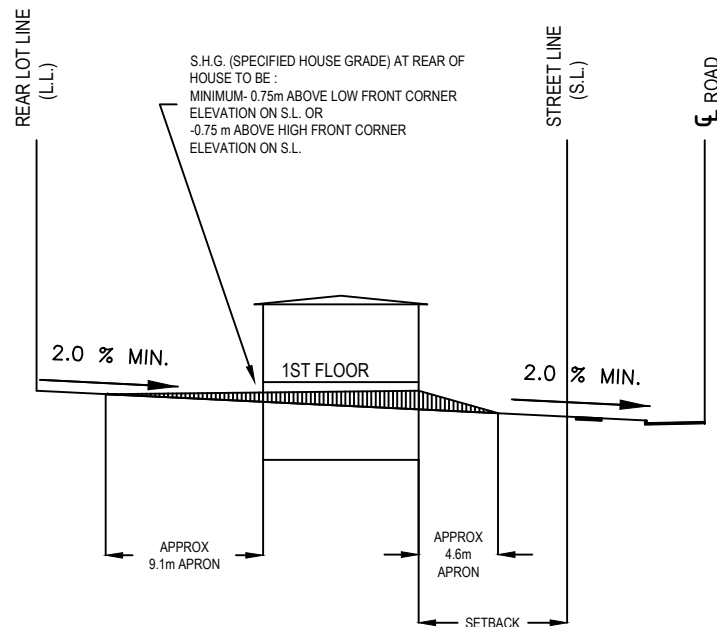 REAR LOT LINE
(L.L.)
S.H.G. (SPECIFIED HOUSE GRADE) AT REAR OF
HOUSE TO BE :
MINIMUM- 0.75m ABOVE LOW FRONT CORNER
ELEVATION ON S.L. OR
-0.75 m ABOVE HIGH FRONT CORNER
ELEVATION ON S.L.
STREET LINE
(S.L.)
℄ ROAD
2.0 % MIN.
1ST FLOOR
2.0 % MIN.
APPROX
9.1m APRON
APPROX
4.6m
APRON
SETBACK